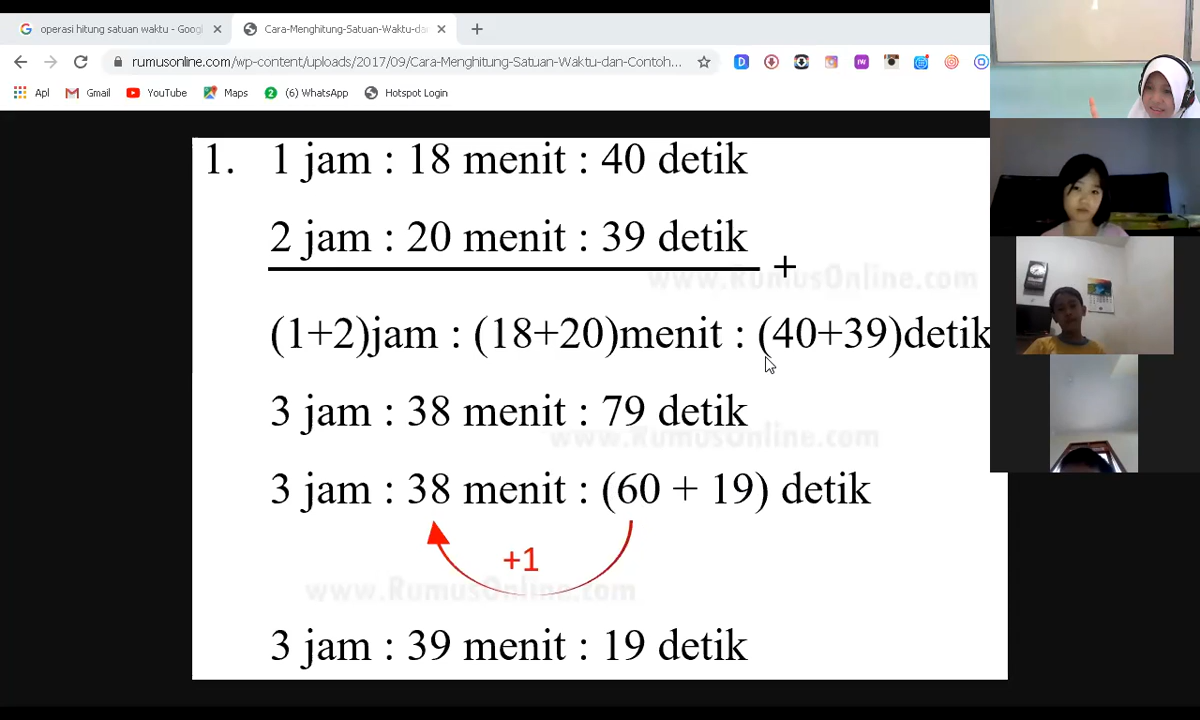 operasi hitung satuan waktu - Googl
Cara-Menghitung-Satuan-Waktu-da
rumusonline.com/wp-content/uploads/2017/09/Cara-Menghitung-Satuan-Waktu-dan-Contoh...
Apl Gmail YouTube Maps (6) WhatsApp Hotspot Login
1. 1 jam : 18 menit : 40 detik
2 jam : 20 menit : 39 detik
+
www.RumusOnline.com
(1+2)jam : (18+20)menit : (40+39)detik
3 jam : 38 menit : 79 detik
www.RumusOnline.com
3 jam : 38 menit : (60 + 19) detik
+1
www.RumusOnline.com
3 jam : 39 menit : 19 detik